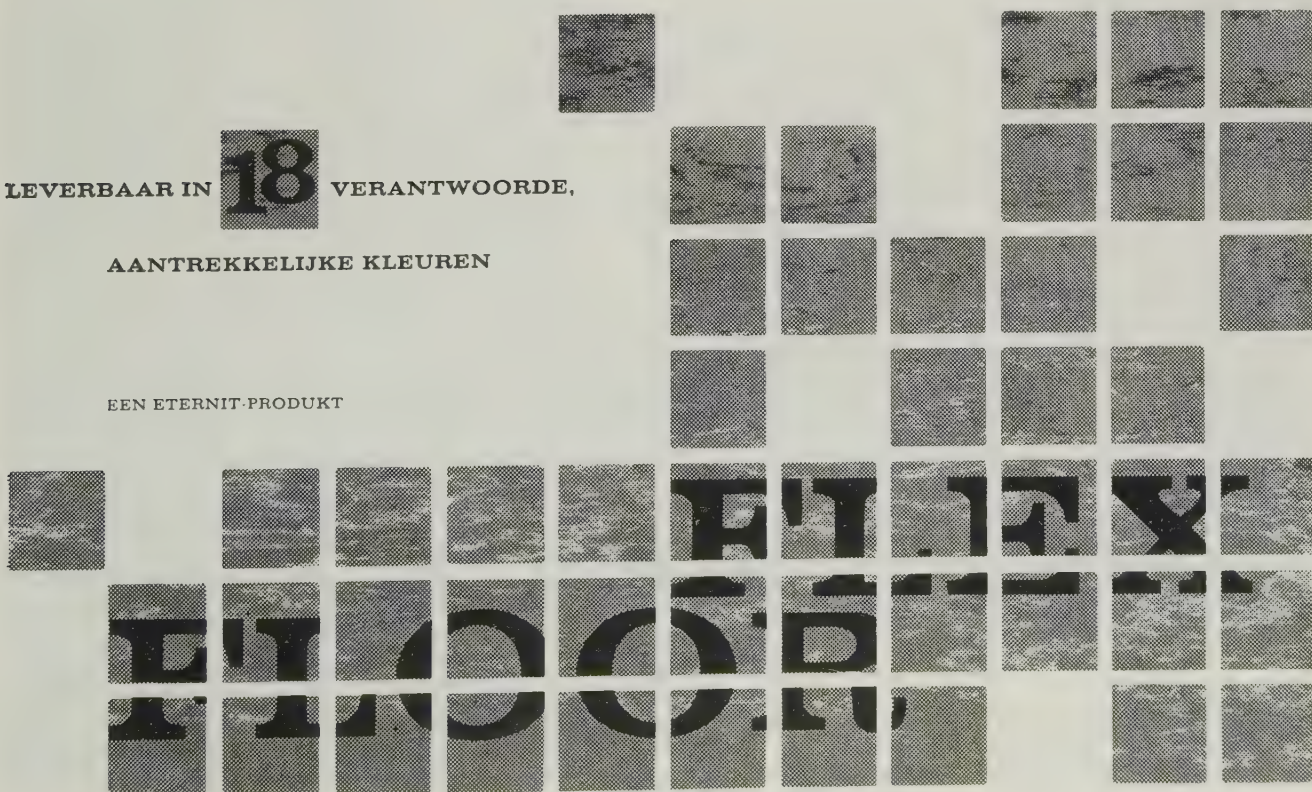 LEVERBAAR IN 18 VERANTWOORDE,
AANTREKKELIJKE KLEUREN
EEN ETERNIT-PRODUKT
FLEX
FLOOR